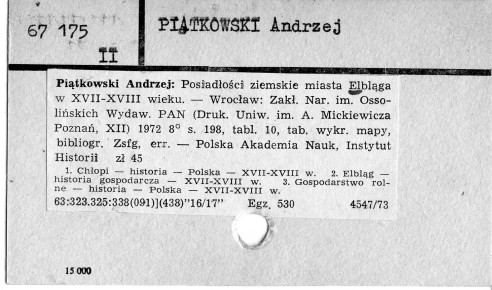 67 175
II
PIĄTKOWSKI Andrzej
Piątkowski Andrzej: Posiadłości ziemskie miasta Elbląga
w XVII-XVIII wieku. — Wrocław: Zakł. Nar. im. Osso-
lińskich Wydaw. PAN (Druk. Uniw. im. A. Mickiewicza
Poznań, XII) 1972 8° s. 198, tabl. 10, tab. wykr. mapy,
bibliogr. Zsfg, err. — Polska Akademia Nauk, Instytut
Historii zł 45
1. Chłopi — historia — Polska — XVII-XVIII w. 2. Elbląg —
historia gospodarcza — XVII-XVIII w. 3. Gospodarstwo rol-
ne — historia — Polska — XVII-XVIII w.
63:323.325:338(091)](438)"16/17" Egz. 530 4547/73
15 000